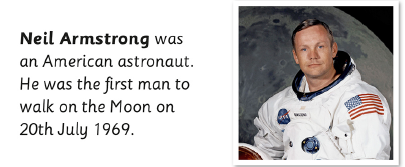 Neil Armstrong was
an American astronaut.
He was the first man to
walk on the Moon on
20th July 1969.